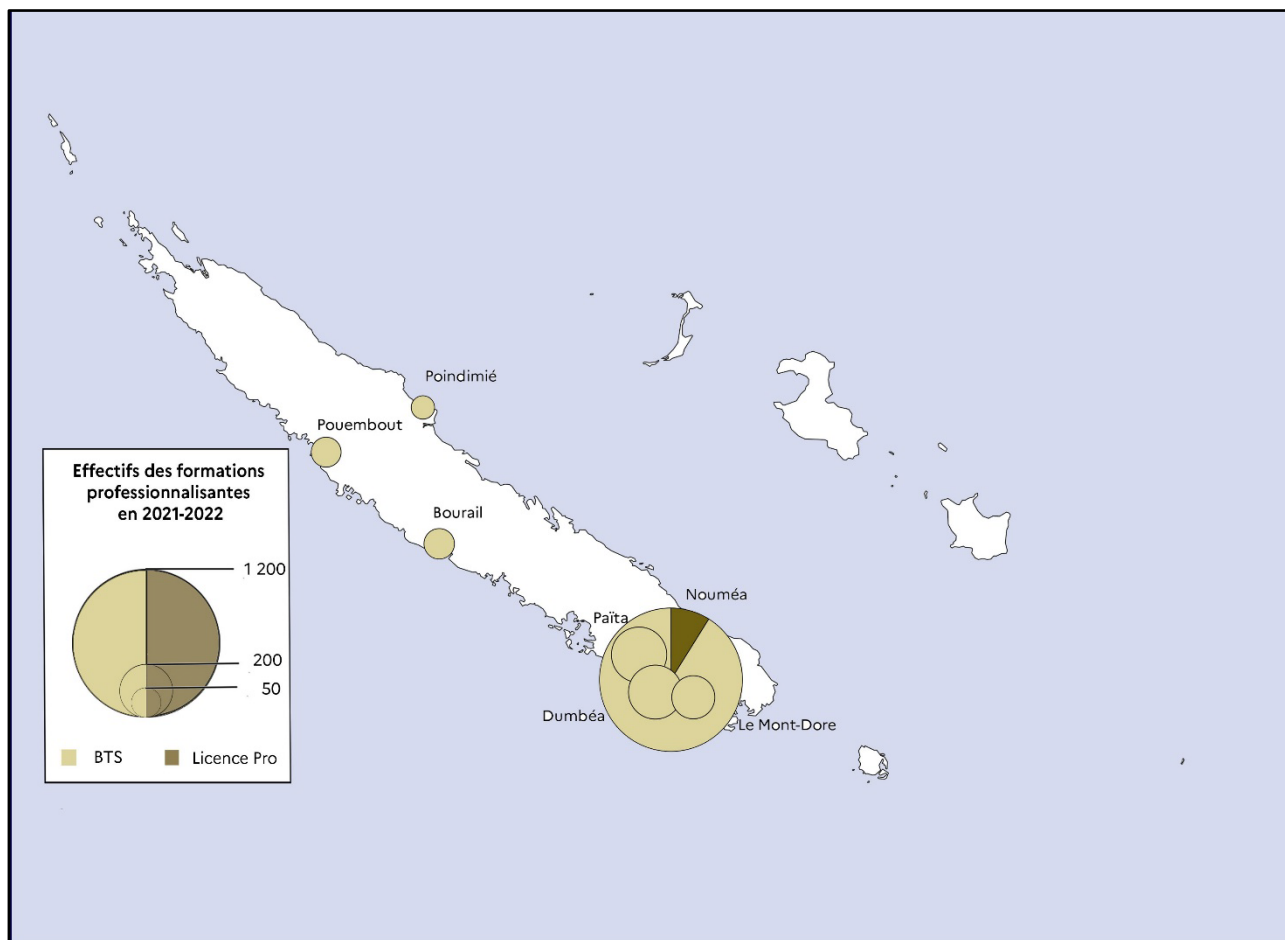 Poindimié
Pouembout
Bourail
Païta
Nouméa
Dumbéa
Le Mont-Dore
Effectifs des formations
professionnalisantes
en 2021-2022
1 200
200
50
BTS
Licence Pro